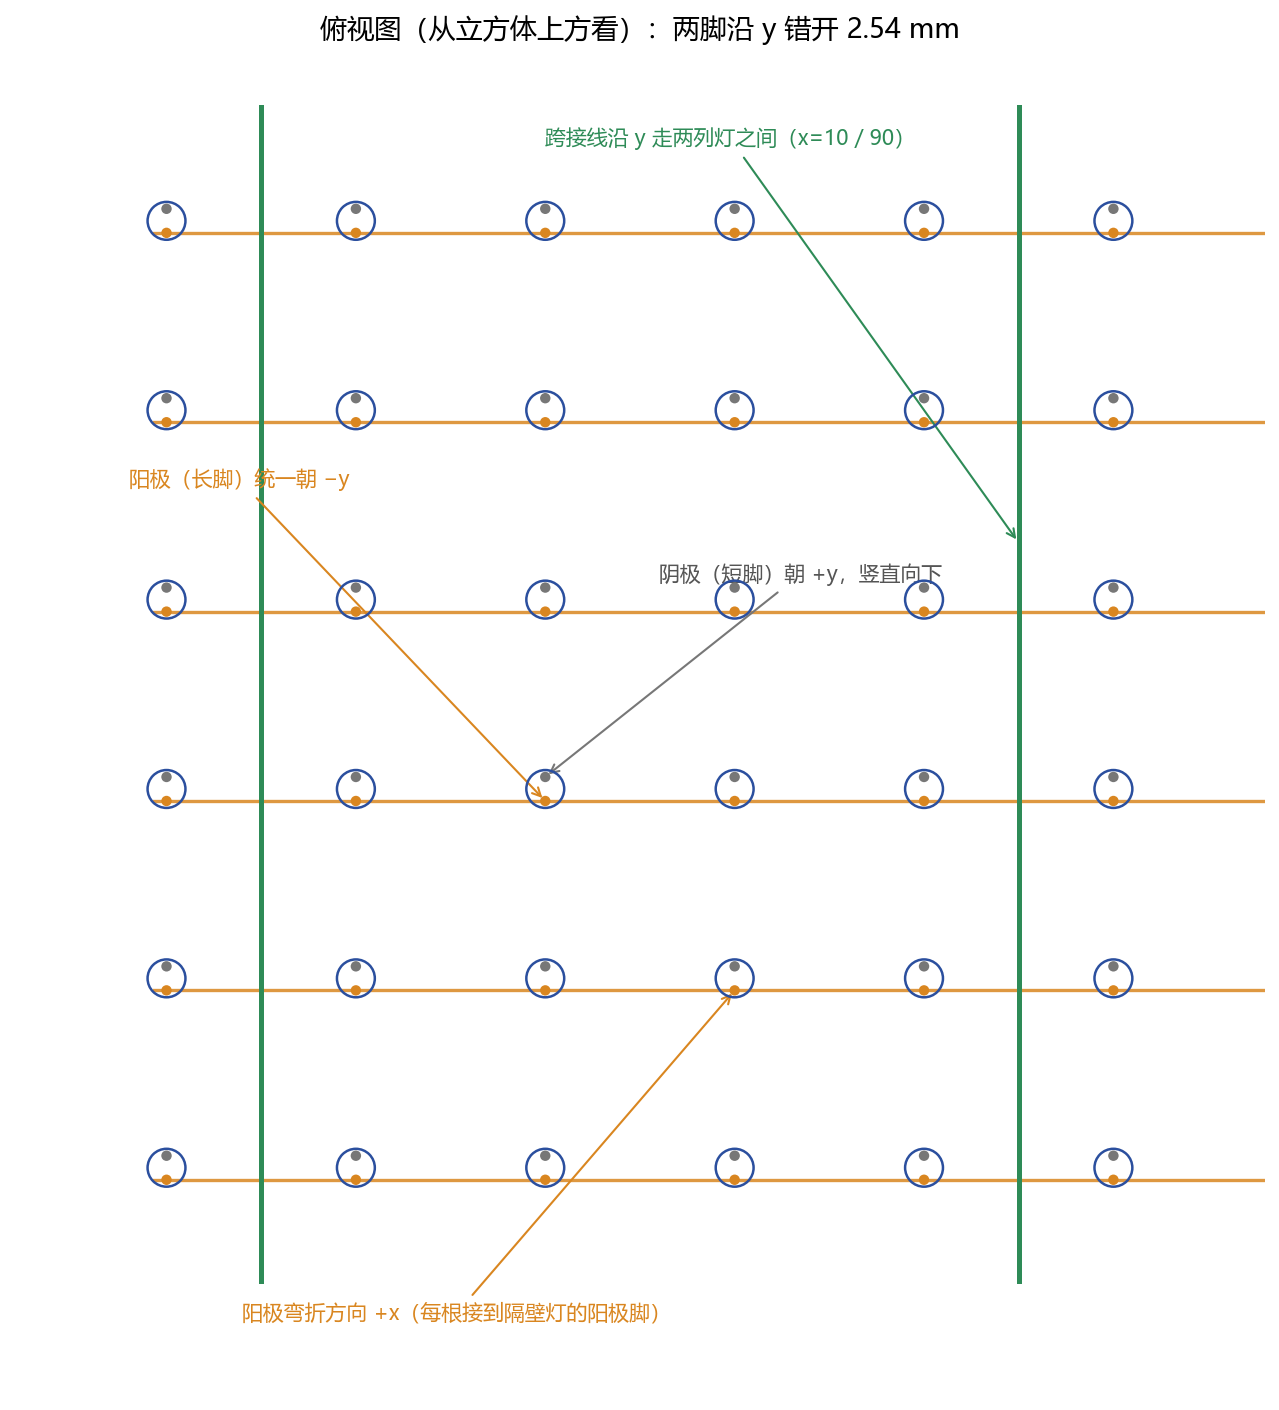 俯视图（从立方体上方看）：两脚沿 y 错开 2.54 mm
跨接线沿 y 走两列灯之间（x=10 / 90）
阳极（长脚）统一朝 −y
阴极（短脚）朝 +y，竖直向下
阳极弯折方向 +x（每根接到隔壁灯的阳极脚）